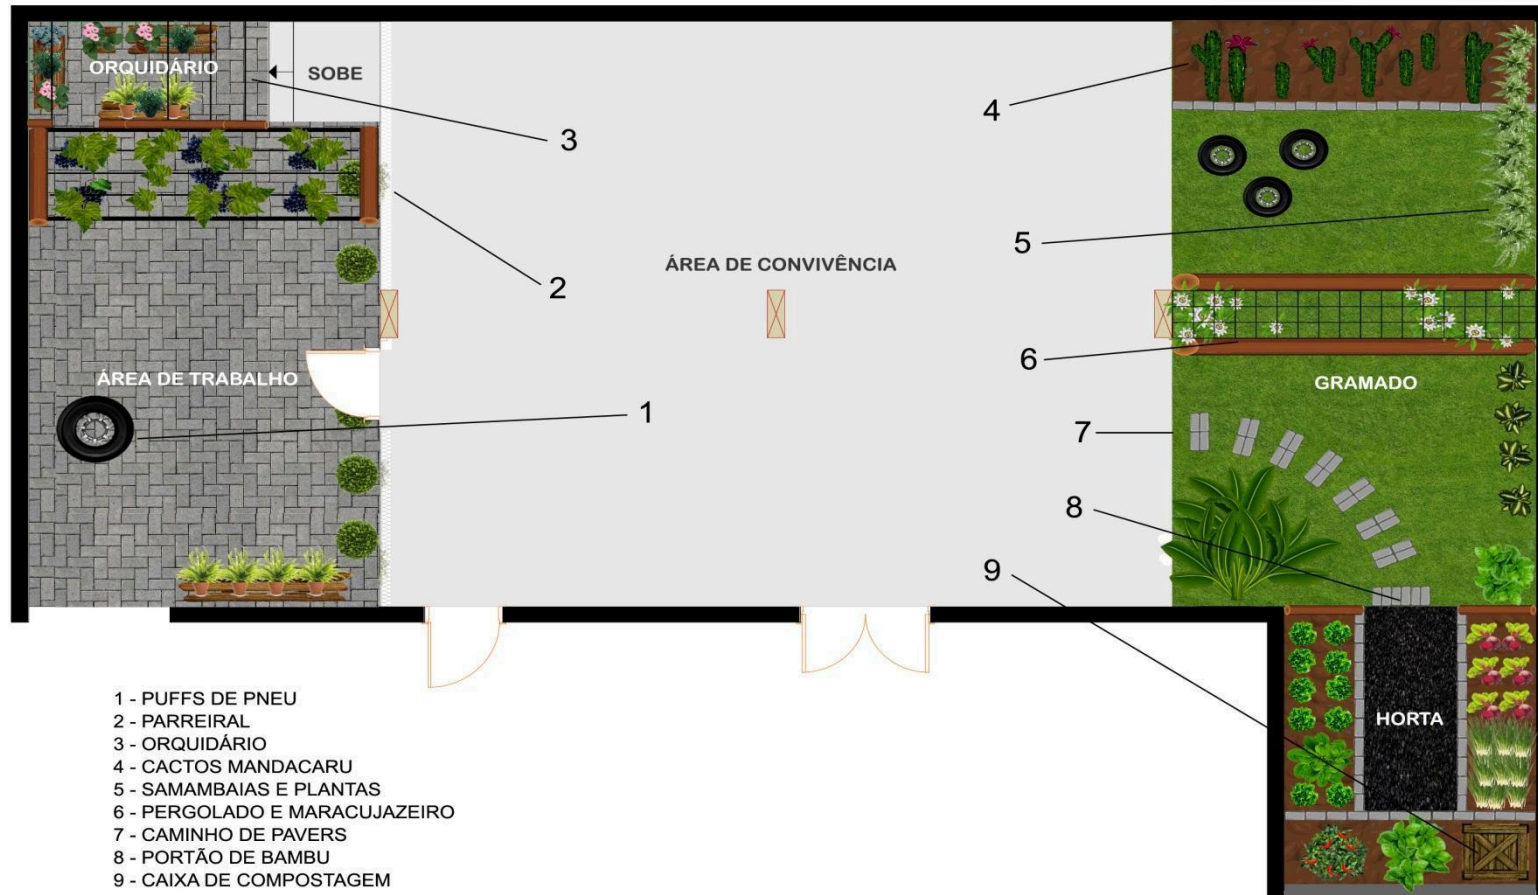 ORQUIDÁRIO
SOBE
3
4
2
5
ÁREA DE CONVIVÊNCIA
6
ÁREA DE TRABALHO
GRAMADO
1
7
8
9
HORTA
1 - PUFFS DE PNEU
2 - PARREIRAL
3 - ORQUIDÁRIO
4 - CACTOS MANDACARU
5 - SAMAMBAIAS E PLANTAS
6 - PERGOLADO E MARACUJAZEIRO
7 - CAMINHO DE PAVERS
8 - PORTÃO DE BAMBU
9 - CAIXA DE COMPOSTAGEM